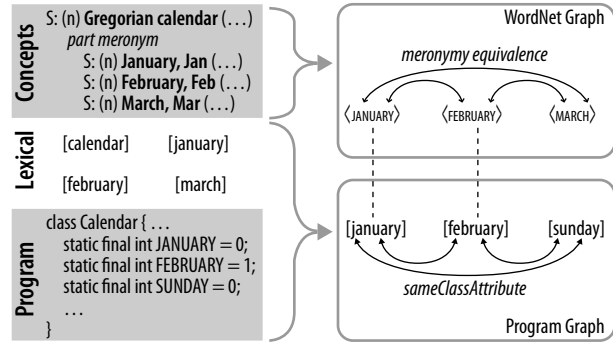 Concepts
S: (n) Gregorian calendar (…)
part meronym
S: (n) January, Jan (…)
S: (n) February, Feb (…)
S: (n) March, Mar (…)
Lexical
[calendar] [january]
[february] [march]
Program
class Calendar { …
static final int JANUARY = 0;
static final int FEBRUARY = 1;
static final int SUNDAY = 0;
…
}
WordNet Graph
meronymy equivalence
⟨JANUARY⟩ ⟨FEBRUARY⟩ ⟨MARCH⟩
[january] [february] [sunday]
sameClassAttribute
Program Graph